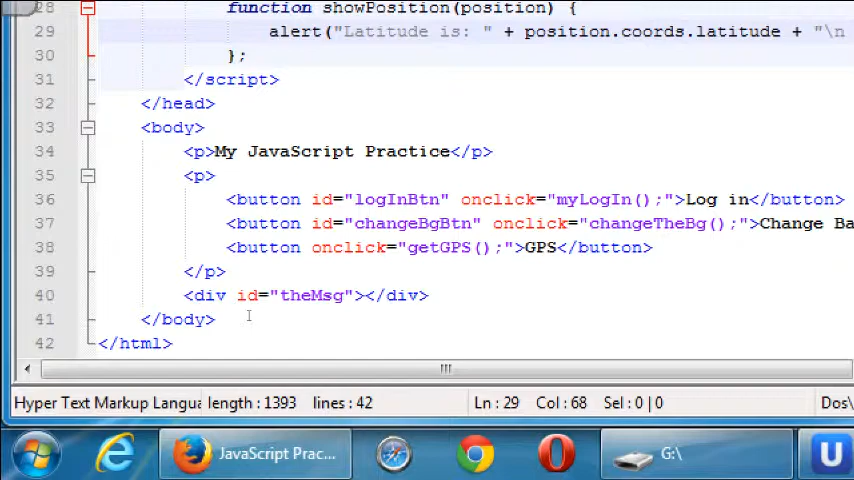 28 function showPosition(position) {
29 alert("Latitude is: " + position.coords.latitude + "\n
30 };
31 </script>
32 </head>
33 <body>
34 <p>My JavaScript Practice</p>
35 <p>
36 <button id="logInBtn" onclick="myLogIn();">Log in</button>
37 <button id="changeBgBtn" onclick="changeTheBg();">Change Ba
38 <button onclick="getGPS();">GPS</button>
39 </p>
40 <div id="theMsg"></div>
41 </body>
42 </html>
Hyper Text Markup Langua length : 1393 lines : 42 Ln : 29 Col : 68 Sel : 0 | 0 Dos\
JavaScript Prac... G:\ U